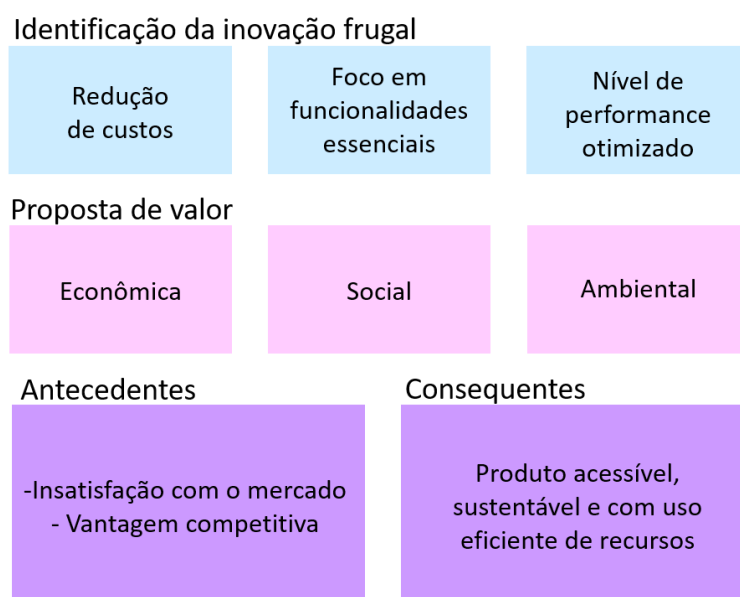 Identificação da inovação frugal
Redução
de custos
Foco em
funcionalidades
essenciais
Nível de
performance
otimizado
Proposta de valor
Econômica
Social
Ambiental
Antecedentes
-Insatisfação com o mercado
- Vantagem competitiva
Consequentes
Produto acessível,
sustentável e com uso
eficiente de recursos